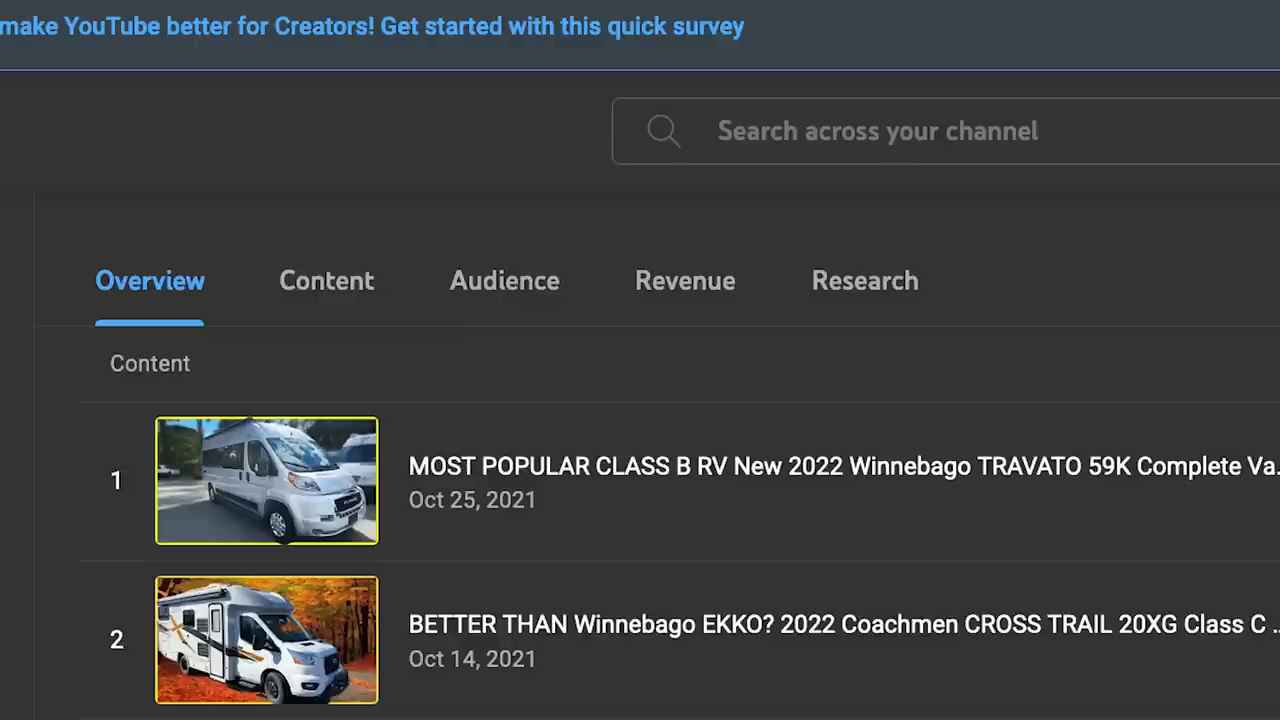 make YouTube better for Creators! Get started with this quick survey
Search across your channel
Overview Content Audience Revenue Research
Content
1 MOST POPULAR CLASS B RV New 2022 Winnebago TRAVATO 59K Complete Va...
Oct 25, 2021
2 BETTER THAN Winnebago EKKO? 2022 Coachmen CROSS TRAIL 20XG Class C ...
Oct 14, 2021